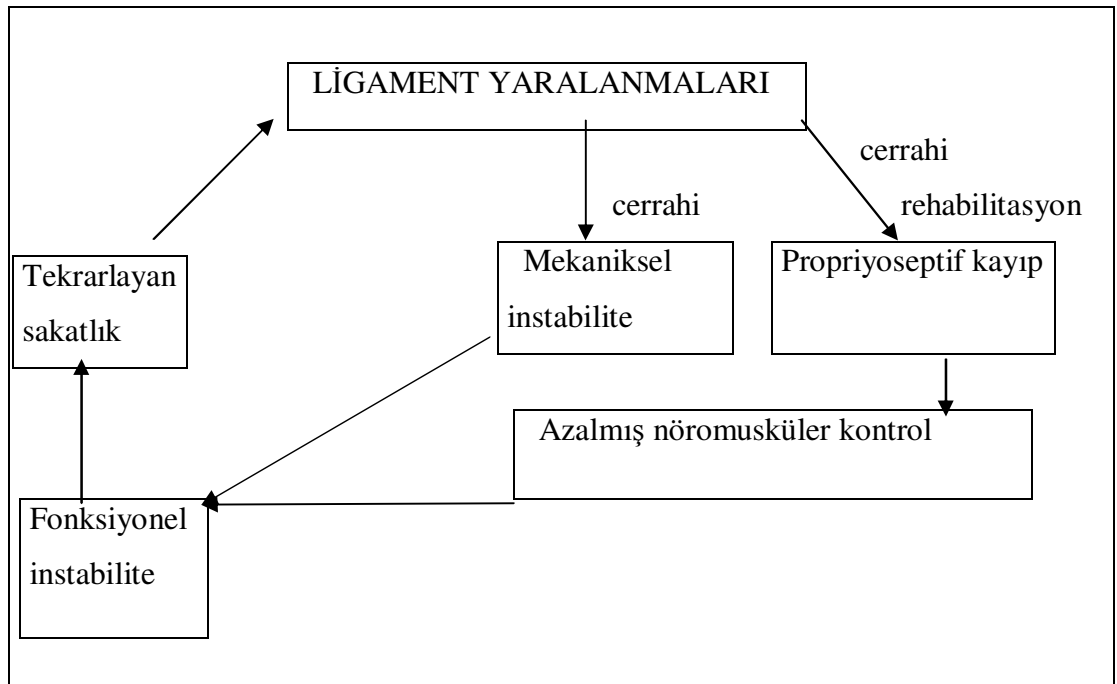 LİGAMENT YARALANMALARI
cerrahi
cerrahi
rehabilitasyon
Tekrarlayan
sakatlık
Mekaniksel
instabilite
Propriyoseptif kayıp
Azalmış nöromusküler kontrol
Fonksiyonel
instabilite